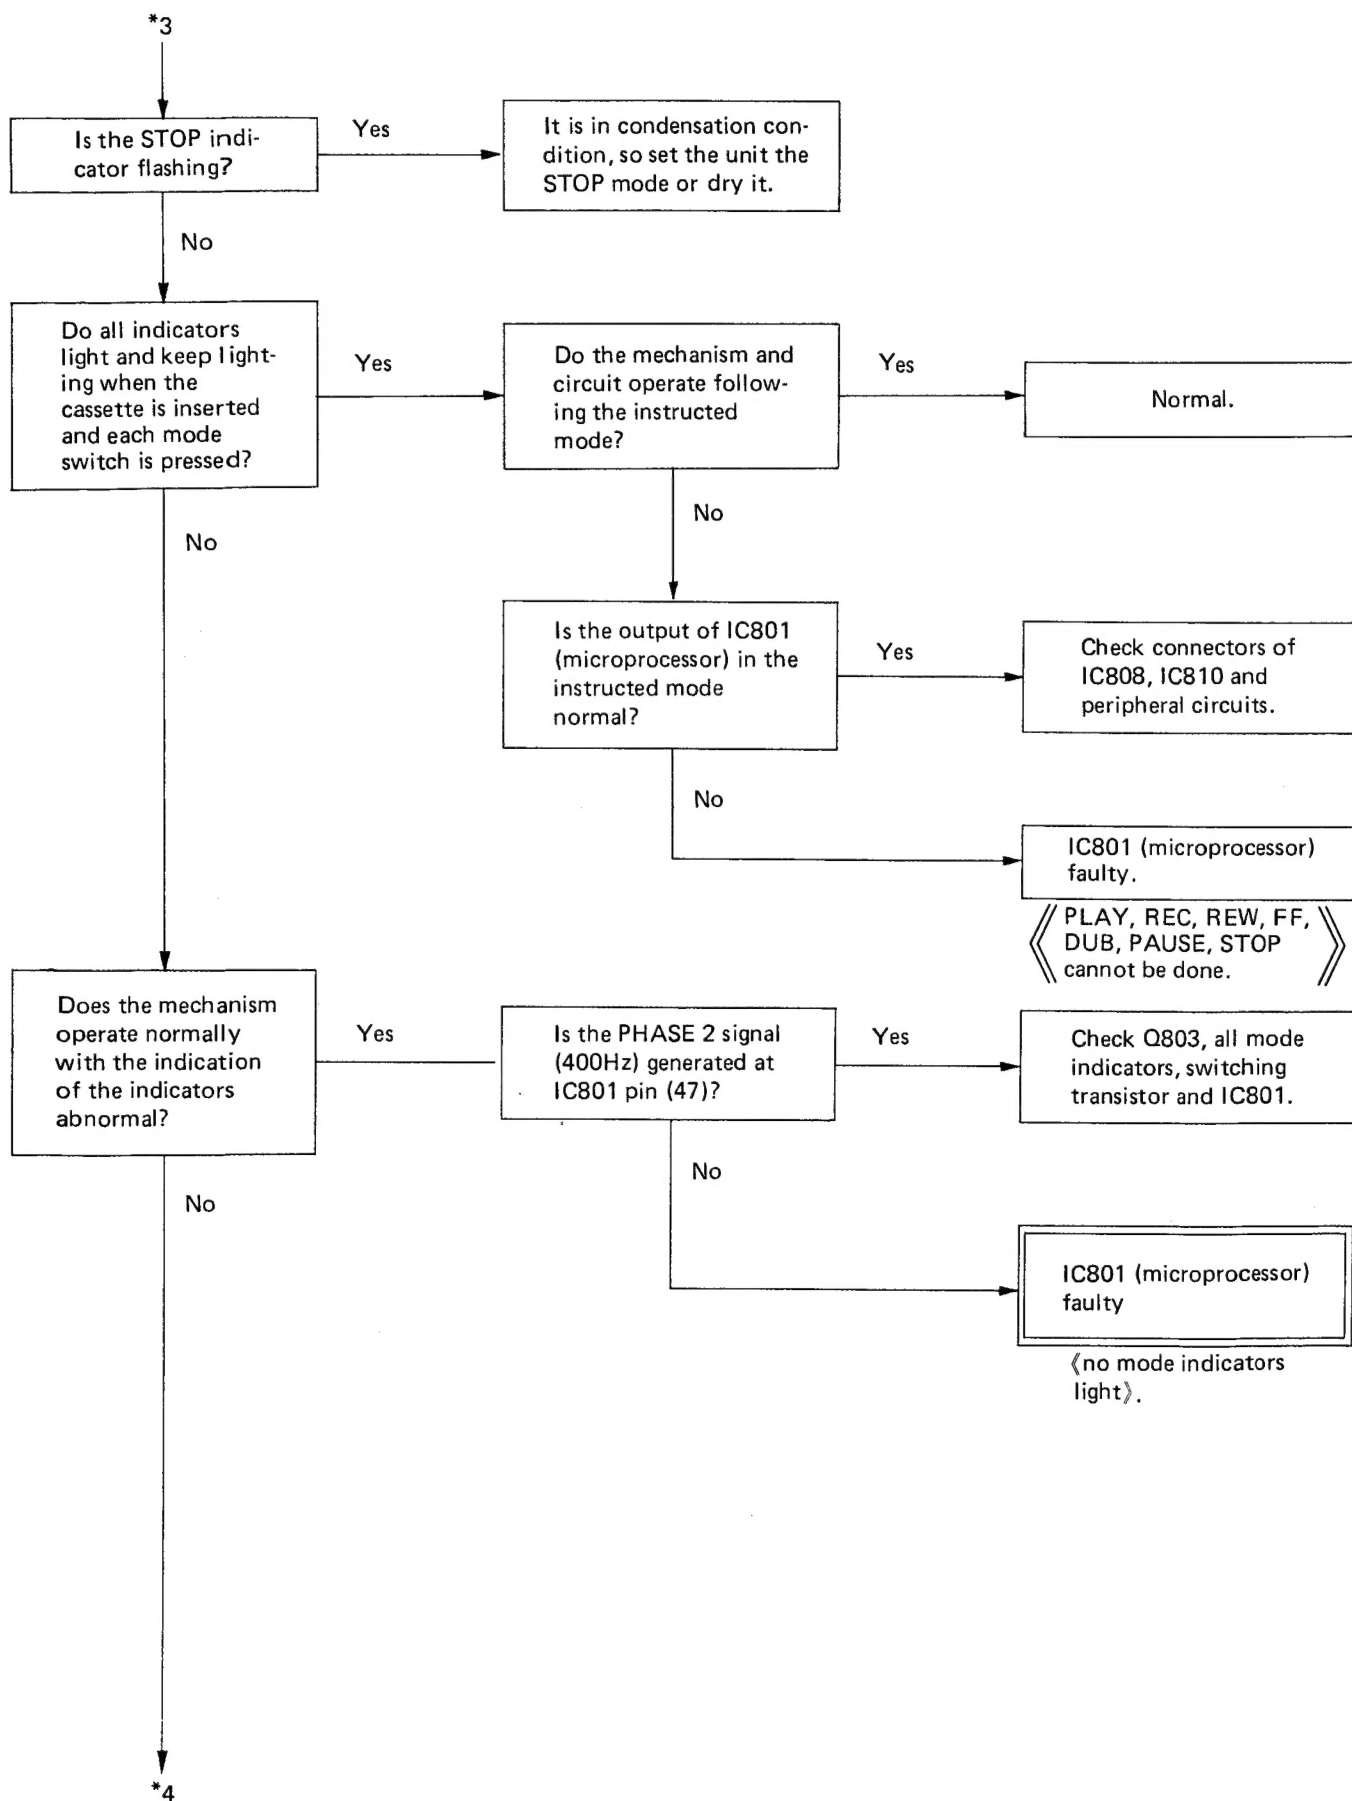 *3
Is the STOP indi-
cator flashing?
Yes
It is in condensation con-
dition, so set the unit the
STOP mode or dry it.
No
Do all indicators
light and keep light-
ing when the
cassette is inserted
and each mode
switch is pressed?
Yes
Do the mechanism and
circuit operate follow-
ing the instructed
mode?
Yes
Normal.
No
No
Is the output of IC801
(microprocessor) in the
instructed mode
normal?
Yes
Check connectors of
IC808, IC810 and
peripheral circuits.
No
IC801 (microprocessor)
faulty.
《 PLAY, REC, REW, FF,
DUB, PAUSE, STOP
cannot be done. 》
Does the mechanism
operate normally
with the indication
of the indicators
abnormal?
Yes
Is the PHASE 2 signal
(400Hz) generated at
IC801 pin (47)?
Yes
Check Q803, all mode
indicators, switching
transistor and IC801.
No
No
IC801 (microprocessor)
faulty
《no mode indicators
light》.
*4